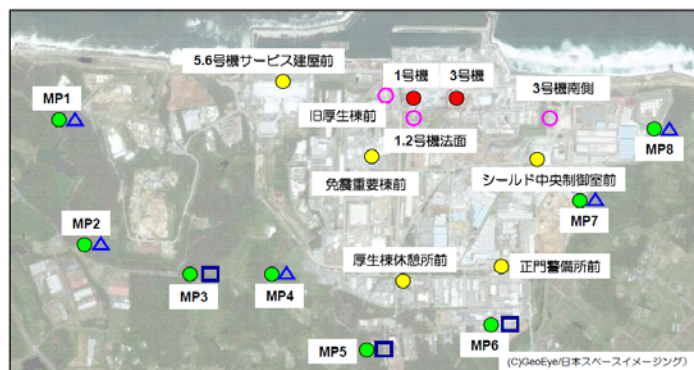 5.6号機サービス建屋前
1号機
3号機
3号機南側
MP1
旧厚生棟前
1.2号機法面
MP8
免震重要棟前
シールド中央制御室前
MP7
MP2
厚生棟休憩所前
正門警備所前
MP3
MP4
MP5
MP6
(C)GeoEye/日本スペースイメージング)